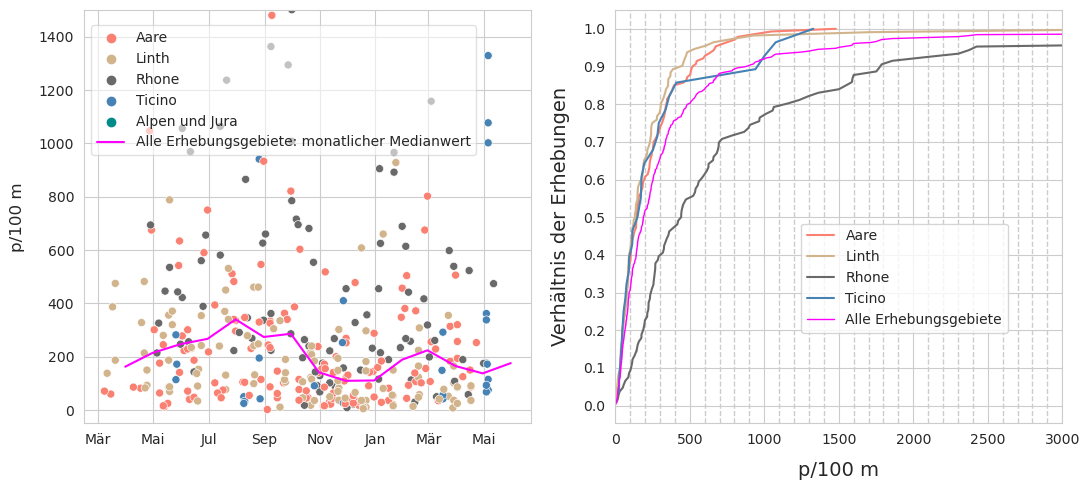 1400
1200
1000
800
600
400
200
0
p/100 m
Aare
Linth
Rhone
Ticino
Alpen und Jura
Alle Erhebungsgebiete: monatlicher Medianwert
Mär
Mai
Jul
Sep
Nov
Jan
Mär
Mai
1.0
0.9
0.8
0.7
0.6
0.5
0.4
0.3
0.2
0.1
0.0
Verhältnis der Erhebungen
Aare
Linth
Rhone
Ticino
Alle Erhebungsgebiete
0
500
1000
1500
2000
2500
3000
p/100 m